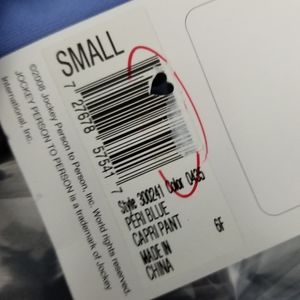 SMALL
7 27678 57541 7
Style 300241 Color 0435
PERI BLUE
CAPRI PANT
MADE IN
CHINA
6F
©2008 Jockey Person to Person, Inc. World rights reserved.
JOCKEY PERSON TO PERSON is a trademark of Jockey
International, Inc.